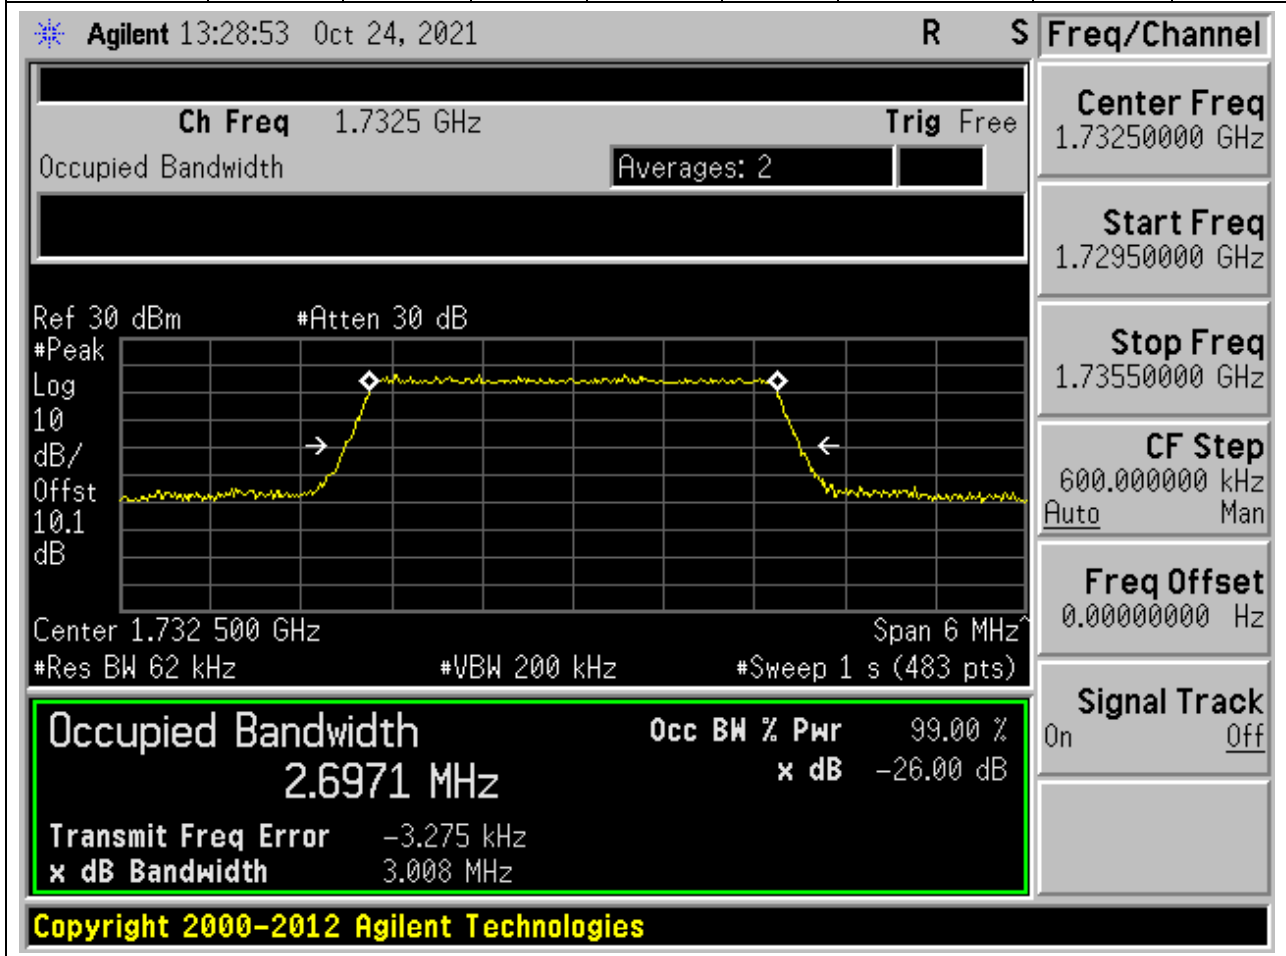 Agilent 13:28:53 Oct 24, 2021 R S Freq/Channel
Ch Freq 1.7325 GHz Trig Free
Occupied Bandwidth Averages: 2
Center Freq
1.73250000 GHz
Start Freq
1.72950000 GHz
Stop Freq
1.73550000 GHz
CF Step
600.000000 kHz
Auto Man
Freq Offset
0.00000000 Hz
Signal Track
On Off
Ref 30 dBm #Atten 30 dB
#Peak
Log
10
dB/
Offst
10.1
dB
Center 1.732 500 GHz Span 6 MHz^
#Res BW 62 kHz #VBW 200 kHz #Sweep 1 s (483 pts)
Occupied Bandwidth Occ BW % Pwr 99.00 %
2.6971 MHz x dB -26.00 dB
Transmit Freq Error -3.275 kHz
x dB Bandwidth 3.008 MHz
Copyright 2000-2012 Agilent Technologies